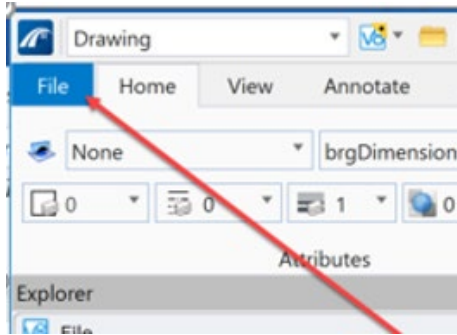 Drawing
File Home View Annotate
None brgDimension
0 0 1 0
Attributes
Explorer
File